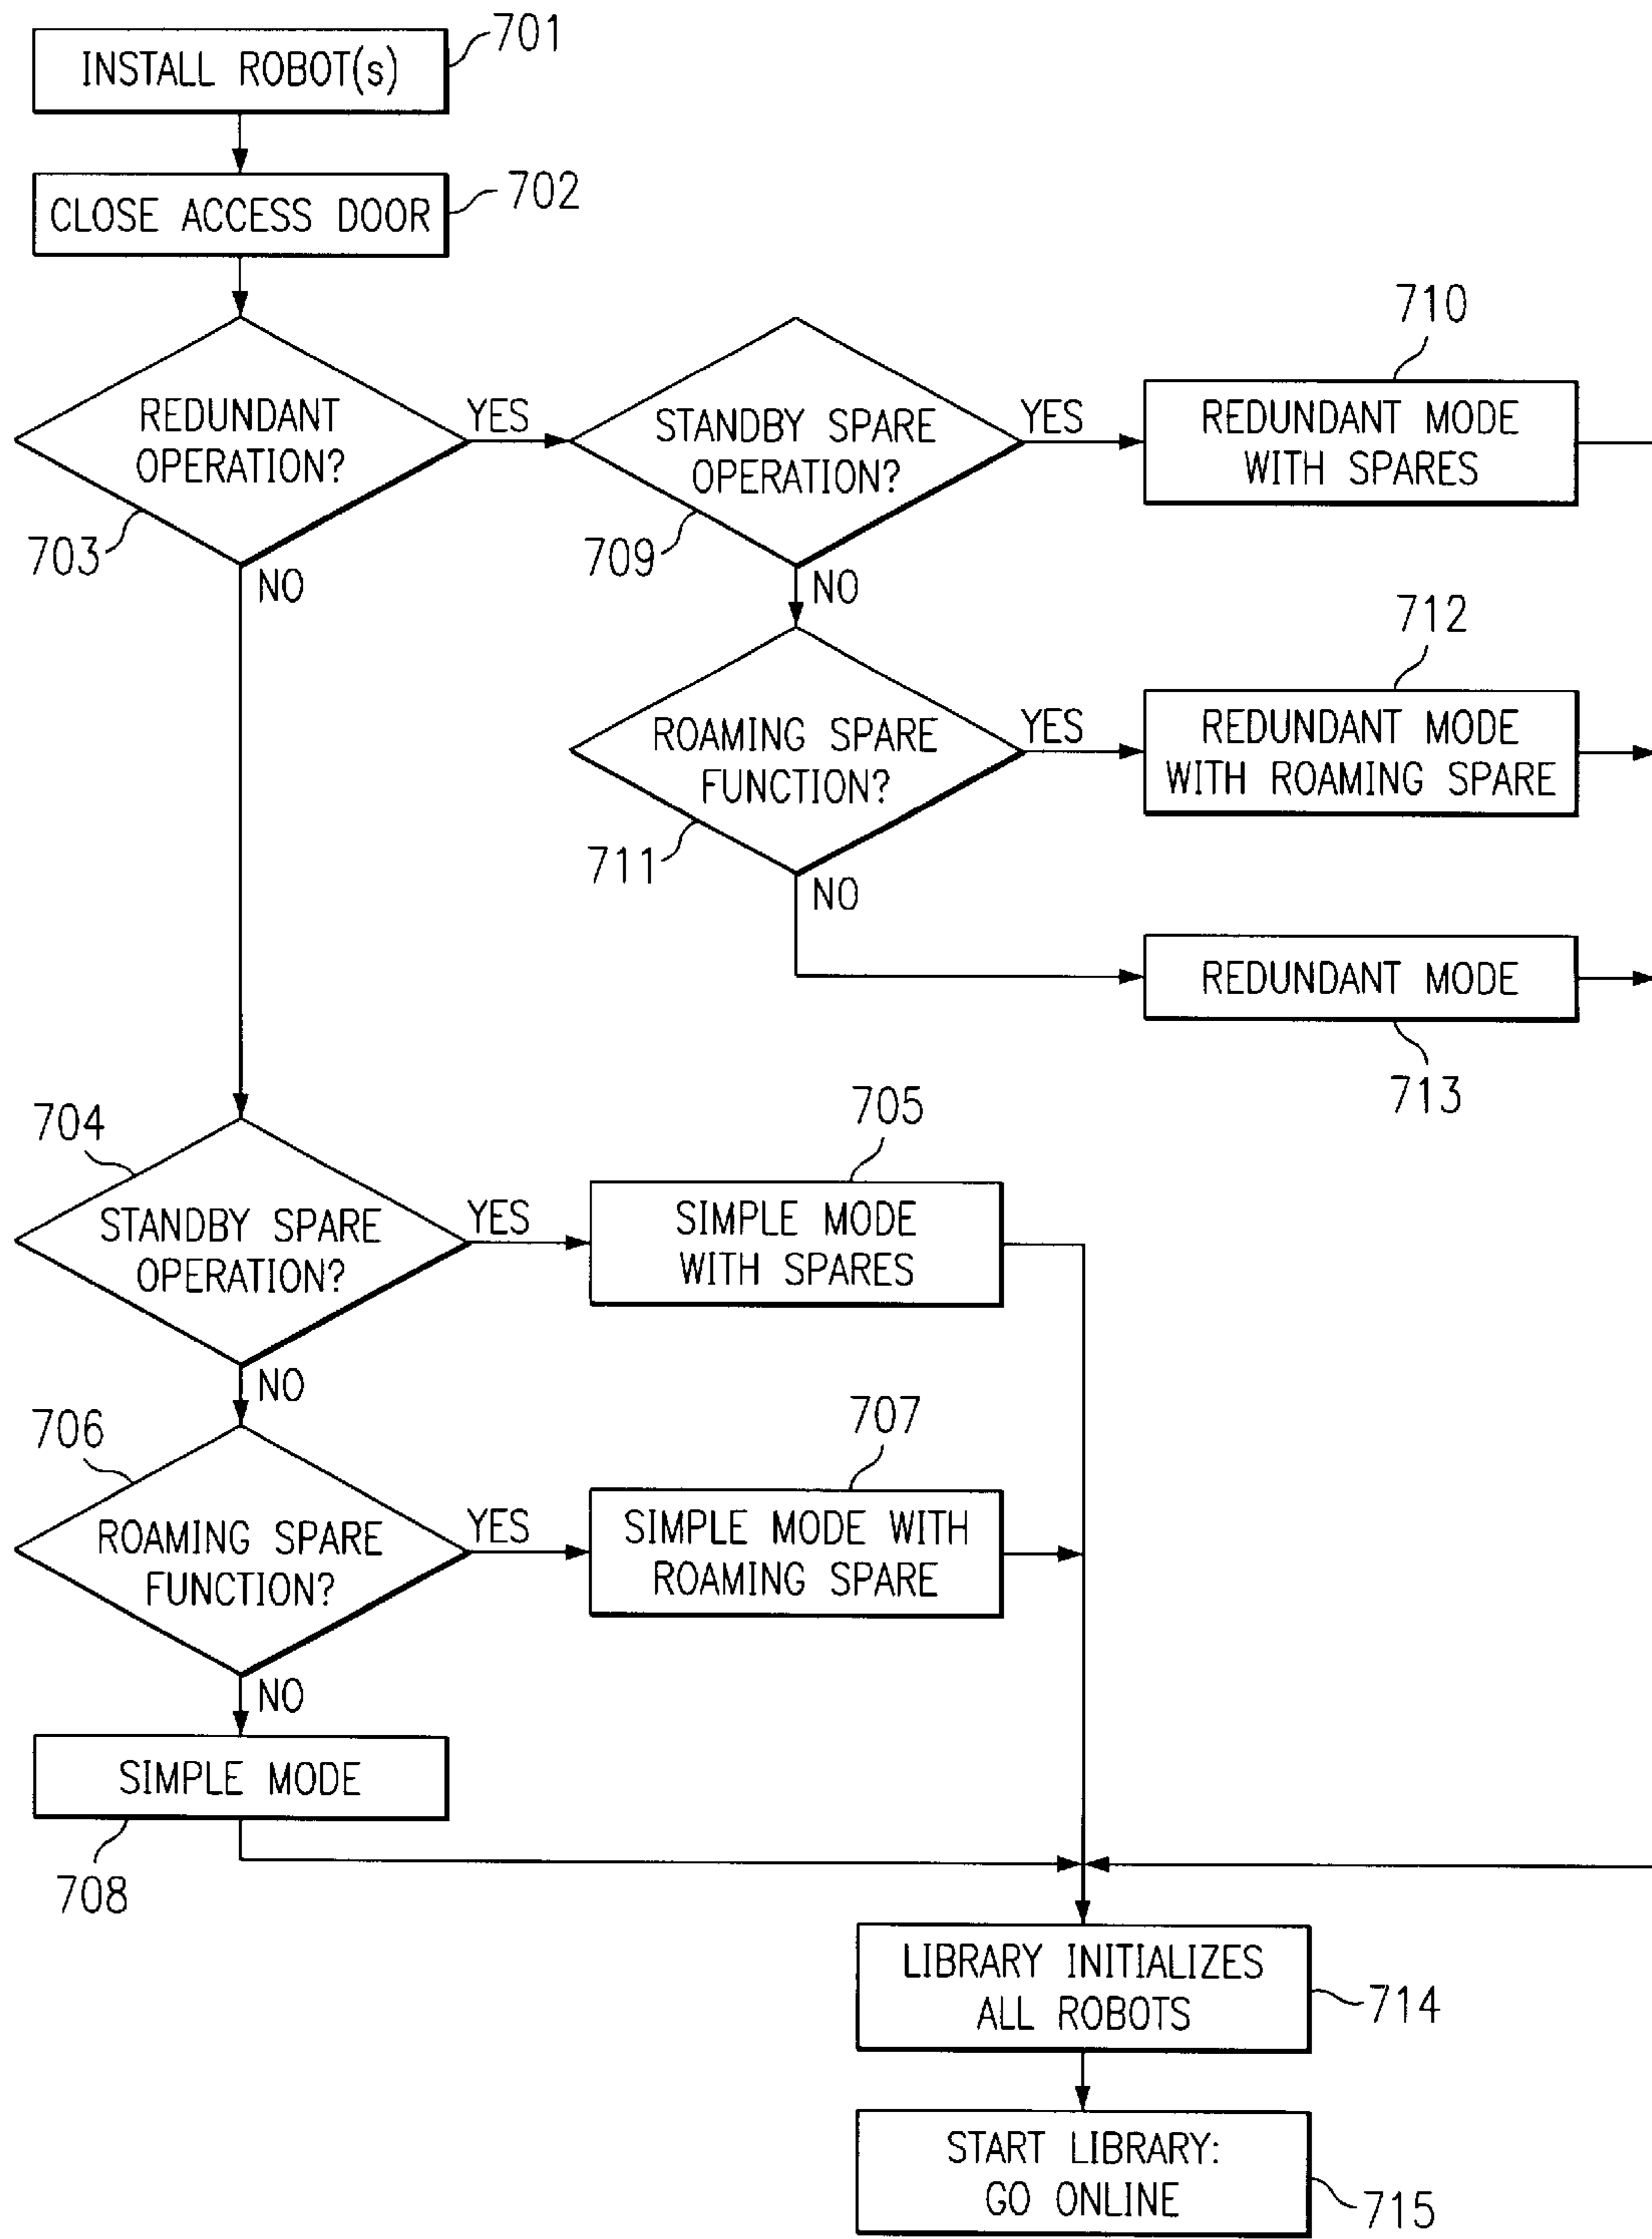 701
INSTALL ROBOT(s)
702
CLOSE ACCESS DOOR
710
REDUNDANT
OPERATION?
YES
703
NO
STANDBY SPARE
OPERATION?
YES
709
NO
REDUNDANT MODE
WITH SPARES
712
ROAMING SPARE
FUNCTION?
YES
711
NO
REDUNDANT MODE
WITH ROAMING SPARE
REDUNDANT MODE
713
704
STANDBY SPARE
OPERATION?
YES
NO
705
SIMPLE MODE
WITH SPARES
706
ROAMING SPARE
FUNCTION?
YES
NO
707
SIMPLE MODE WITH
ROAMING SPARE
SIMPLE MODE
708
LIBRARY INITIALIZES
ALL ROBOTS
714
START LIBRARY:
GO ONLINE
715